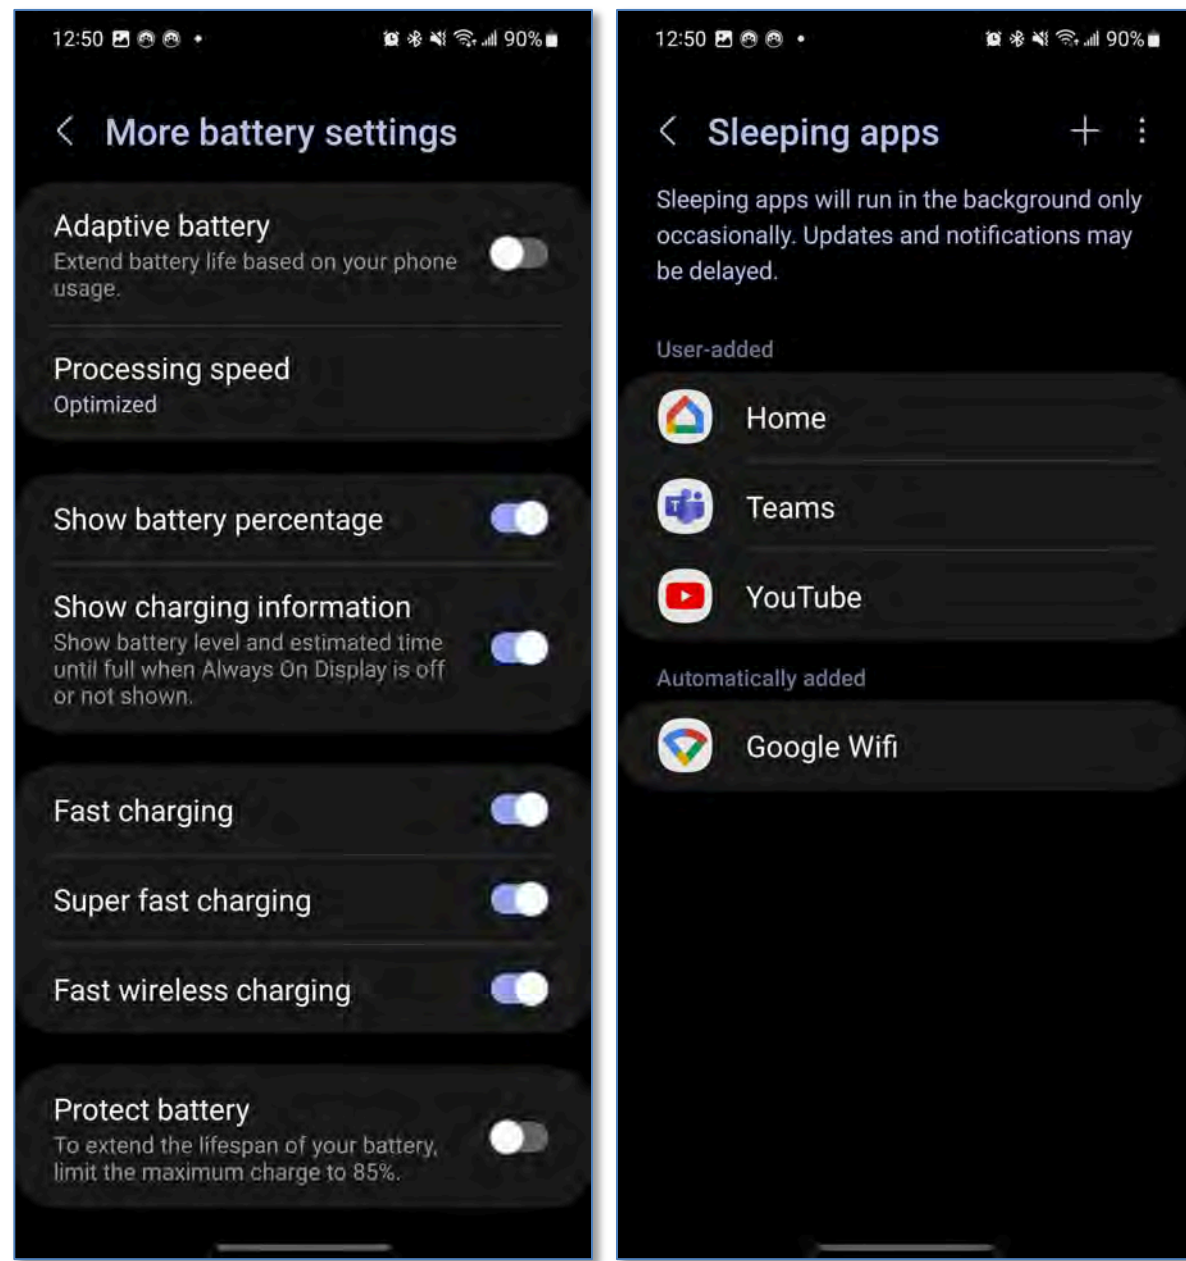 12:50
90%
More battery settings
Adaptive battery
Extend battery life based on your phone
usage.
Processing speed
Optimized
Show battery percentage
Show charging information
Show battery level and estimated time
until full when Always On Display is off
or not shown.
Fast charging
Super fast charging
Fast wireless charging
Protect battery
To extend the lifespan of your battery,
limit the maximum charge to 85%.
12:50
90%
Sleeping apps
Sleeping apps will run in the background only
occasionally. Updates and notifications may
be delayed.
User-added
Home
T
Teams
YouTube
Automatically added
Google Wifi